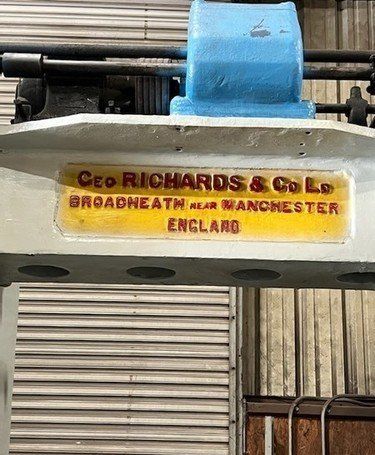 Geo RICHARDS & Co Ld
BROADHEATH NEAR MANCHESTER
ENGLAND